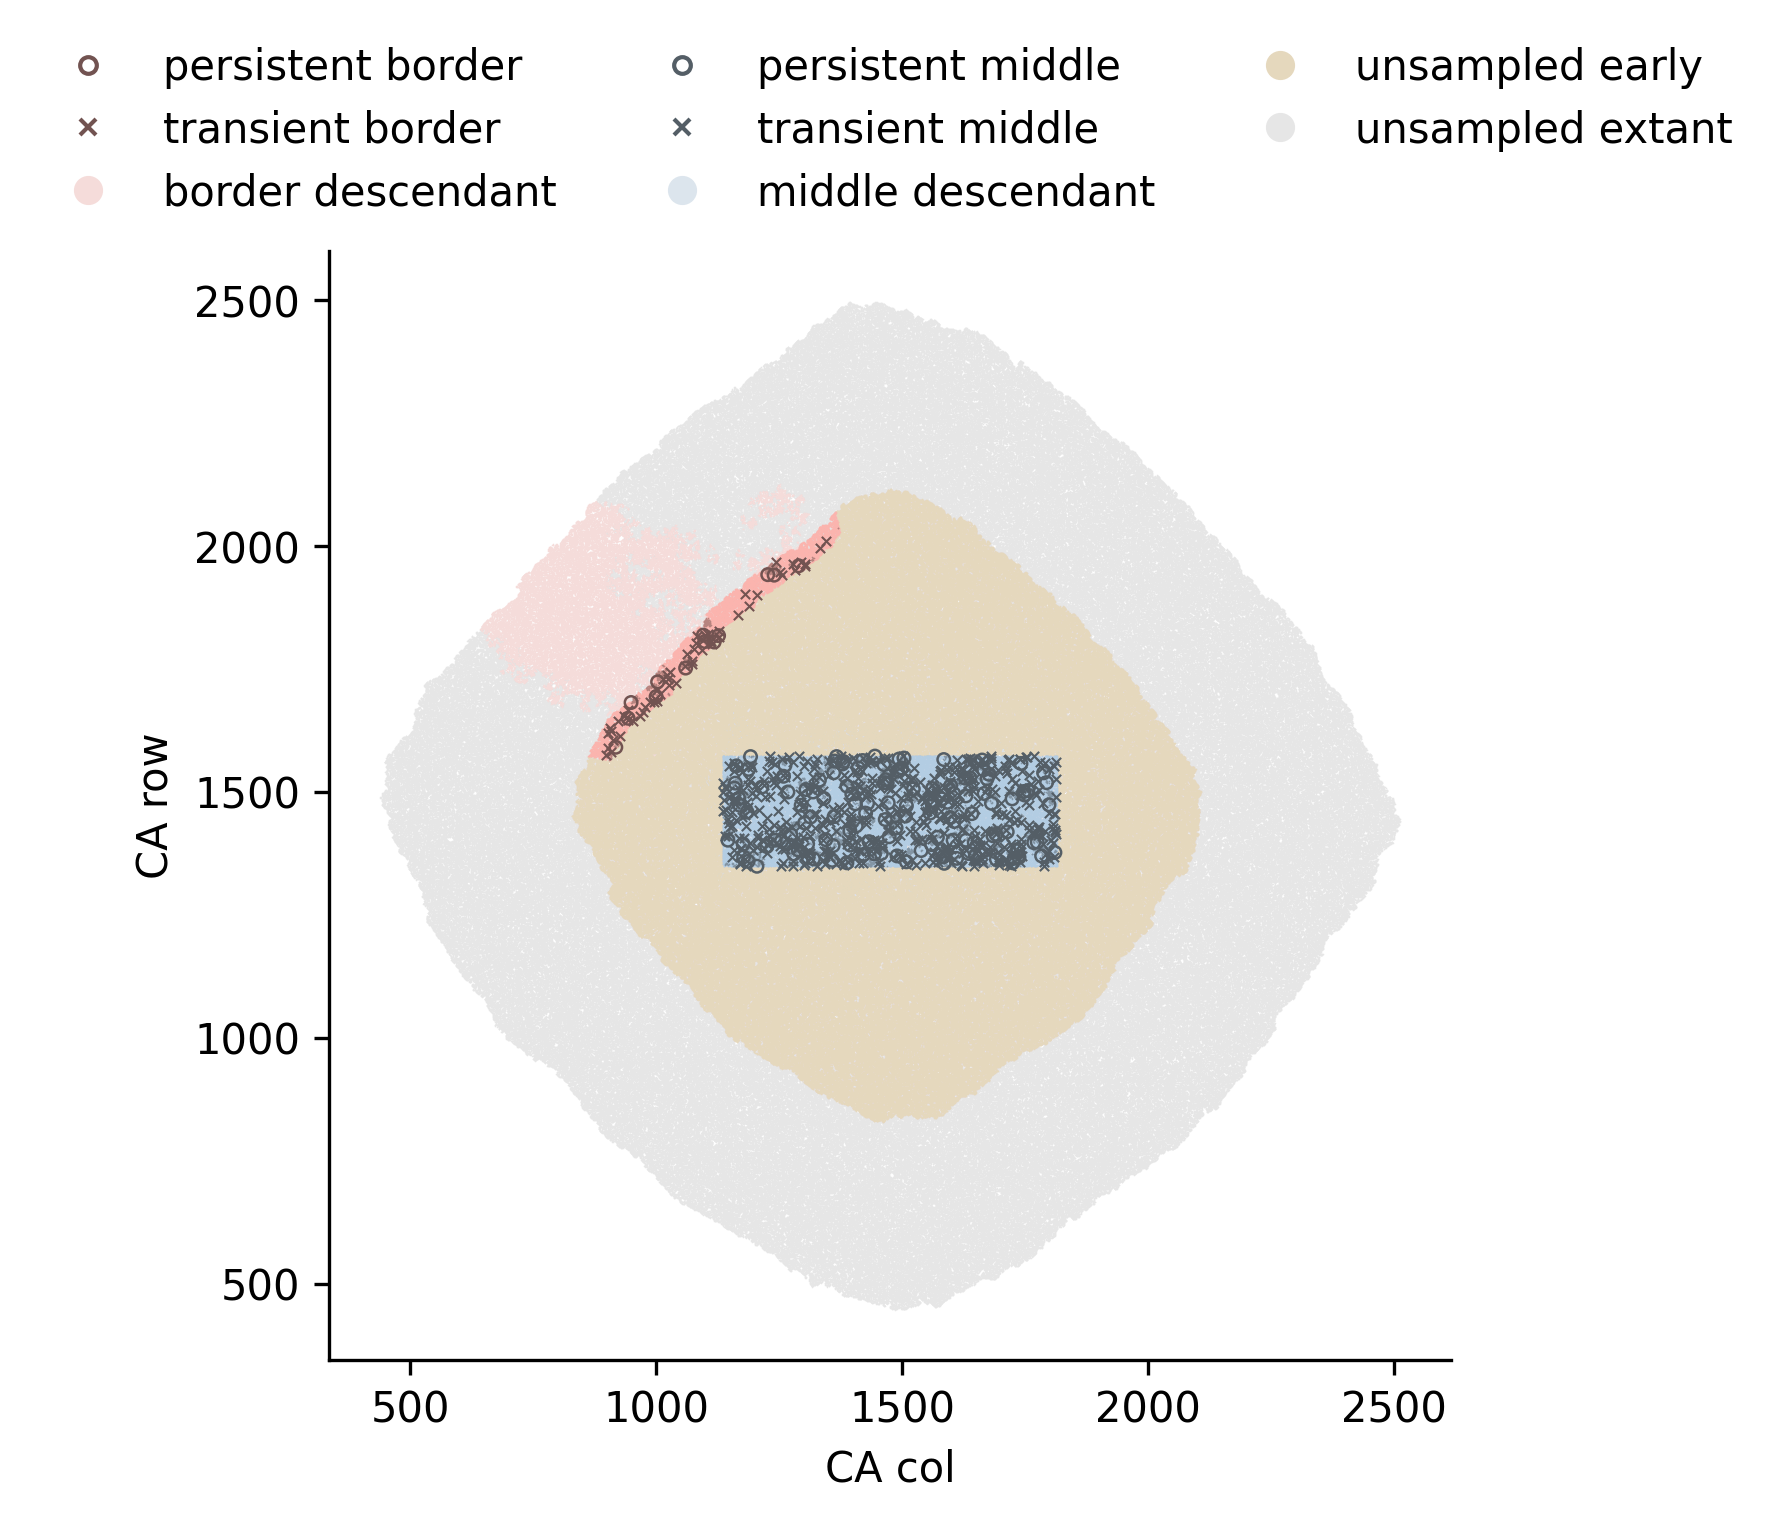 persistent border
transient border
border descendant
persistent middle
transient middle
middle descendant
unsampled early
unsampled extant
CA row
2500
2000
1500
1000
500
500 1000 1500 2000 2500
CA col